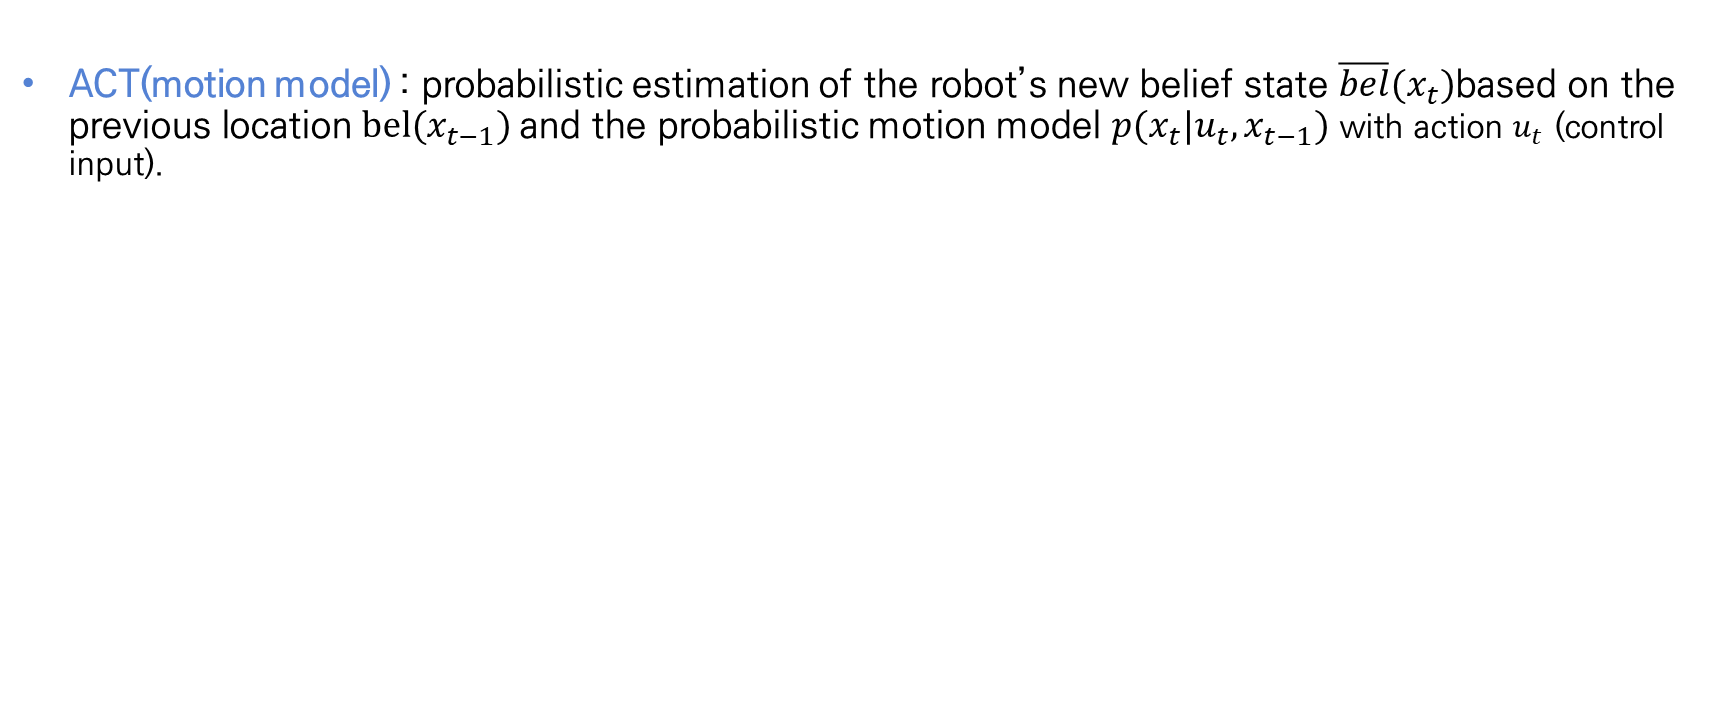 • ACT(motion model) : probabilistic estimation of the robot’s new belief state $\overline{bel}(x_t)$based on the
previous location bel$(x_{t-1})$ and the probabilistic motion model $p(x_t|u_t, x_{t-1})$ with action $u_t$ (control
input).